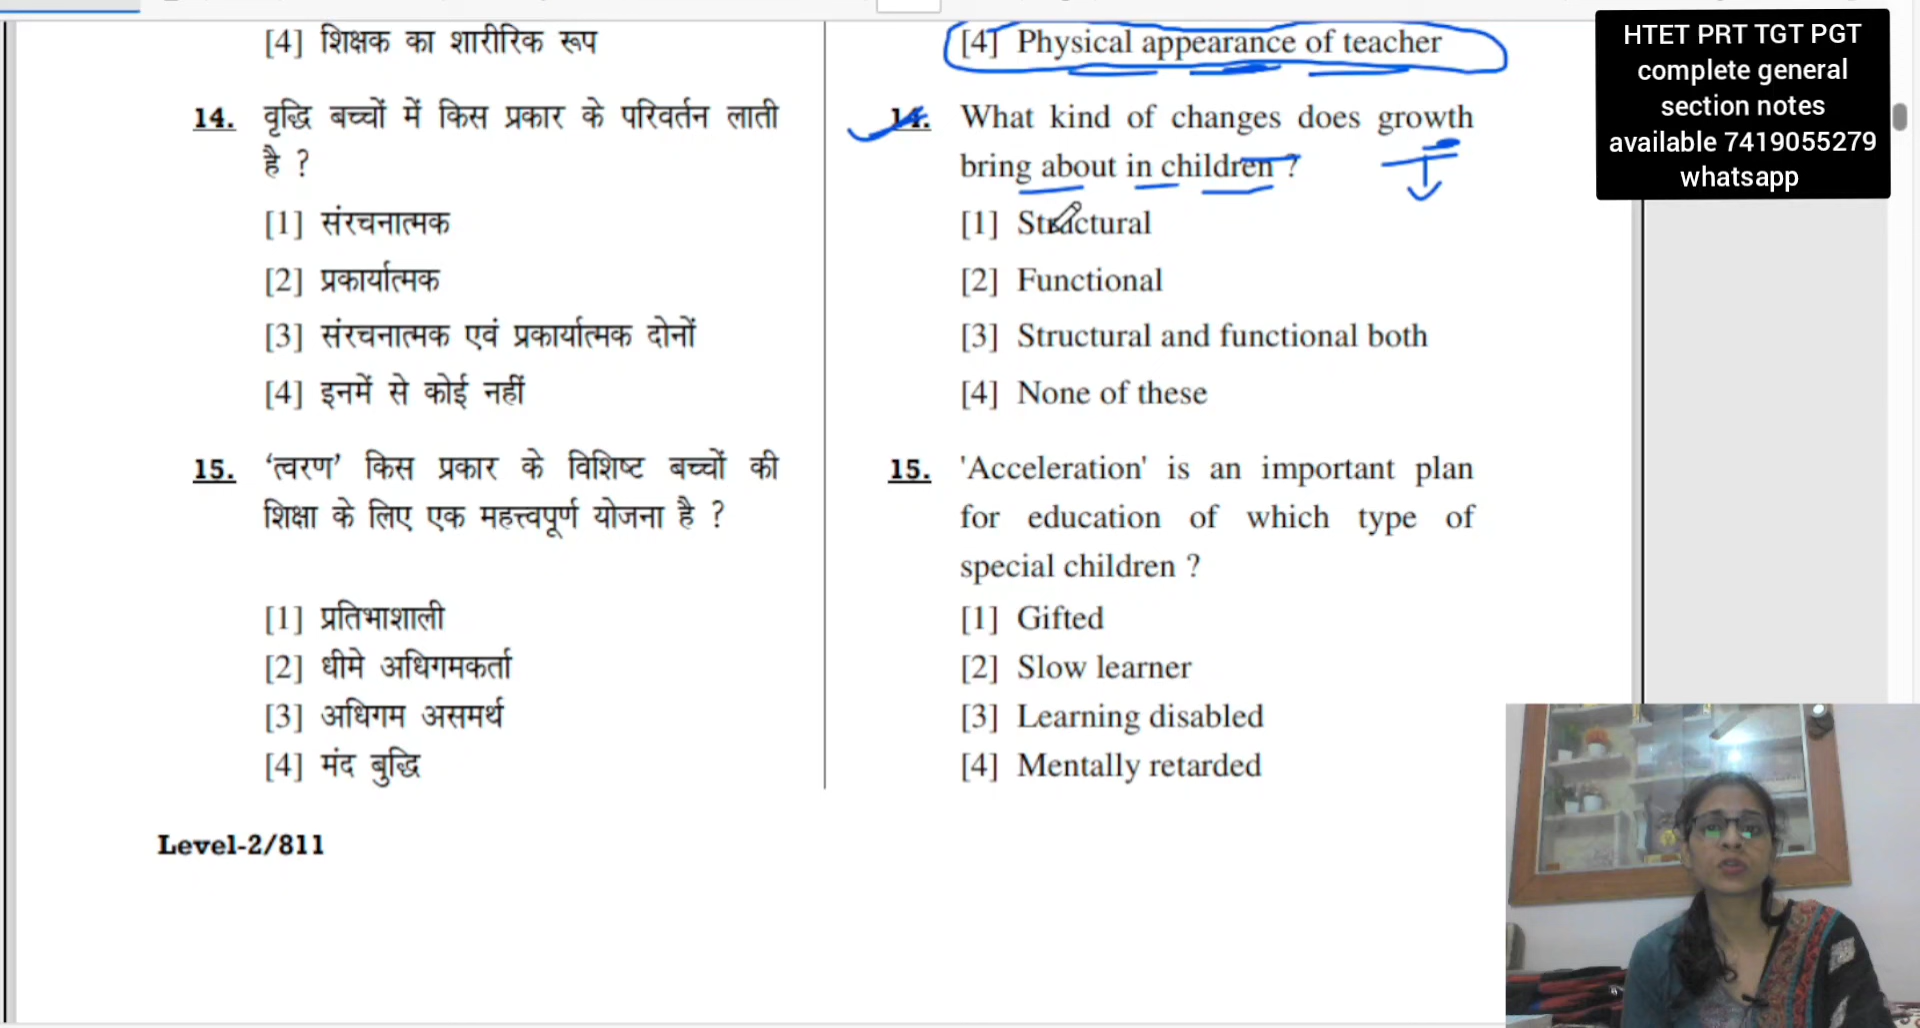 [4] शिक्षक का शारीरिक रूप
14. वृद्धि बच्चों में किस प्रकार के परिवर्तन लाती
है ?
[1] संरचनात्मक
[2] प्रकार्यात्मक
[3] संरचनात्मक एवं प्रकार्यात्मक दोनों
[4] इनमें से कोई नहीं
15. ‘त्वरण’ किस प्रकार के विशिष्ट बच्चों की
शिक्षा के लिए एक महत्त्वपूर्ण योजना है ?
[1] प्रतिभाशाली
[2] धीमे अधिगमकर्ता
[3] अधिगम असमर्थ
[4] मंद बुद्धि
Level-2/811
[4] Physical appearance of teacher
14. What kind of changes does growth
bring about in children ?
[1] Structural
[2] Functional
[3] Structural and functional both
[4] None of these
15. 'Acceleration' is an important plan
for education of which type of
special children ?
[1] Gifted
[2] Slow learner
[3] Learning disabled
[4] Mentally retarded
HTET PRT TGT PGT
complete general
section notes
available 7419055279
whatsapp